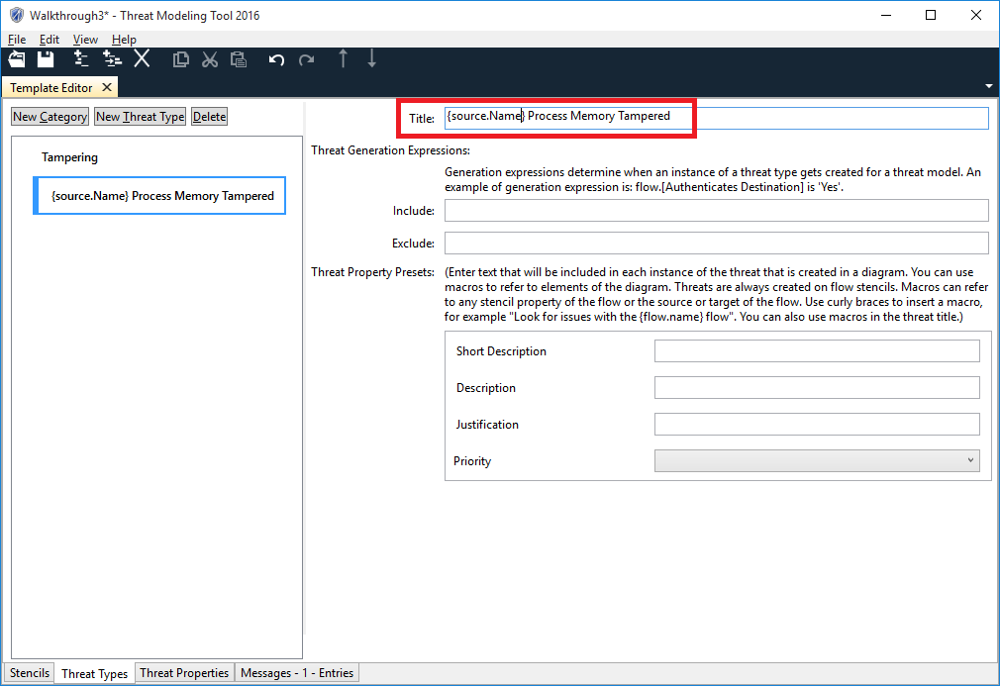 Walkthrough3* - Threat Modeling Tool 2016
File Edit View Help
Template Editor
New Category New Threat Type Delete
Tampering
{source.Name} Process Memory Tampered
Title: {source.Name} Process Memory Tampered
Threat Generation Expressions:
Generation expressions determine when an instance of a threat type gets created for a threat model. An
example of generation expression is: flow.[Authenticates Destination] is 'Yes'.
Include:
Exclude:
Threat Property Presets: (Enter text that will be included in each instance of the threat that is created in a diagram. You can use
macros to refer to elements of the diagram. Threats are always created on flow stencils. Macros can refer
to any stencil property of the flow or the source or target of the flow. Use curly braces to insert a macro,
for example "Look for issues with the {flow.name} flow". You can also use macros in the threat title.)
Short Description
Description
Justification
Priority
Stencils Threat Types Threat Properties Messages - 1 - Entries